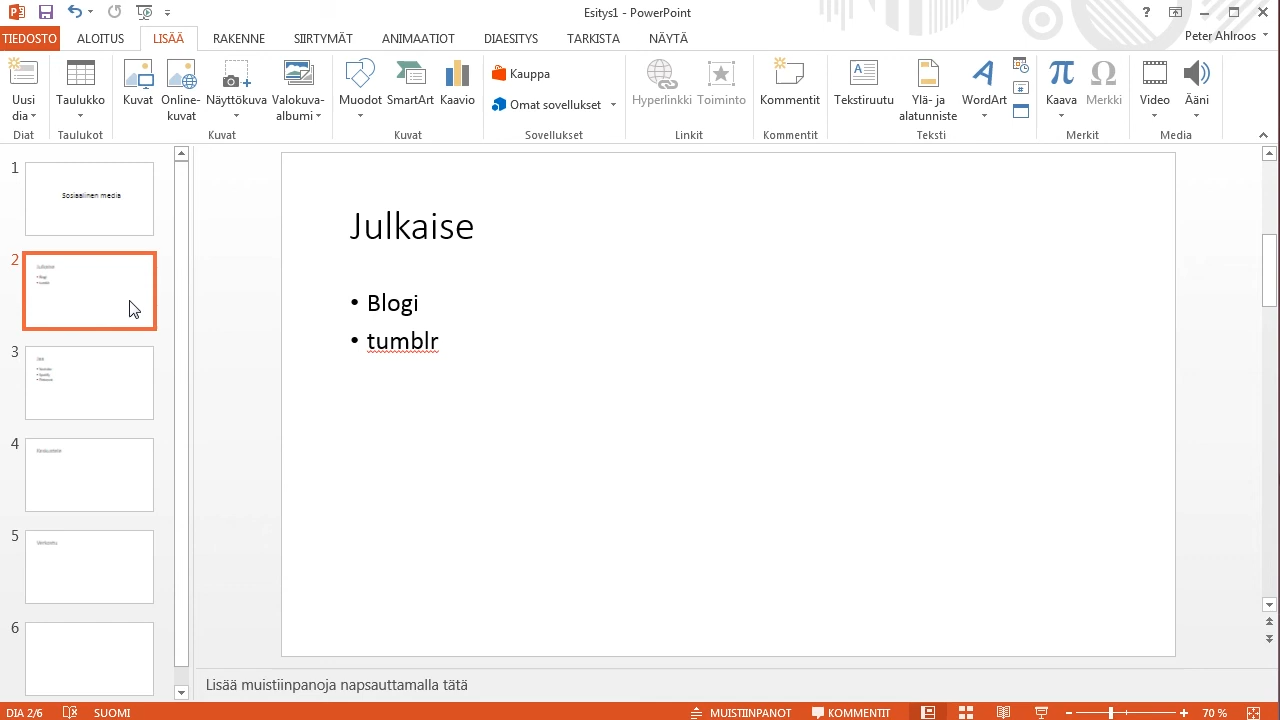 Esitys1 - PowerPoint
?
TIEDOSTO ALOITUS LISÄÄ RAKENNE SIIRTYMÄT ANIMAATIOT DIAESITYS TARKISTA NÄYTÄ Peter Ahlroos
Uusi dia
Taulukko
Kuvat
Online-kuvat
Näyttökuva
Valokuva-albumi
Muodot
SmartArt
Kaavio
Kauppa
Omat sovellukset
Hyperlinkki
Toiminto
Kommentit
Tekstiruutu
Ylä- ja alatunniste
WordArt
Kaava
Merkki
Video
Ääni
Diat Taulukot Kuvat Kuvat Sovellukset Linkit Kommentit Teksti Merkit Media
1
Sosiaalinen media
2
Julkaise
Blogi
tumblr
3
4
5
6
Julkaise
• Blogi
• tumblr
Lisää muistiinpanoja napsauttamalla tätä
DIA 2/6 SUOMI MUISTIINPANOT KOMMENTIT 70 %